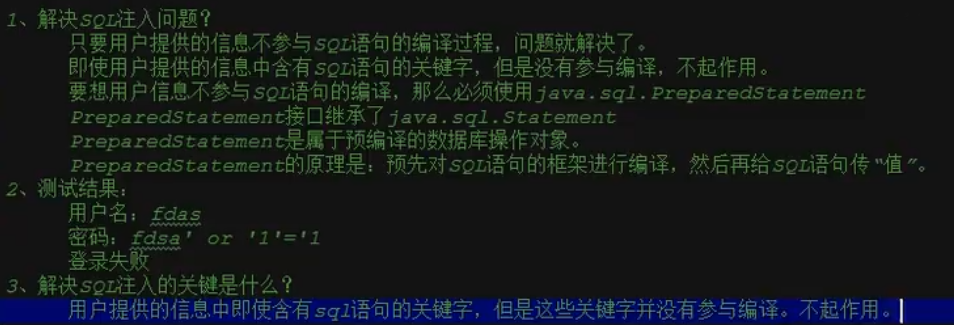 1、解决SQL注入问题？
只要用户提供的信息不参与SQL语句的编译过程，问题就解决了。
即使用户提供的信息中含有SQL语句的关键字，但是没有参与编译，不起作用。
要想用户信息不参与SQL语句的编译，那么必须使用java.sql.PreparedStatement
PreparedStatement接口继承了java.sql.Statement
PreparedStatement是属于预编译的数据库操作对象。
PreparedStatement的原理是：预先对SQL语句的框架进行编译，然后再给SQL语句传“值”。
2、测试结果：
用户名：fdas
密码：fdsa' or '1'='1
登录失败
3、解决SQL注入的关键是什么？
用户提供的信息中即使含有sql语句的关键字，但是这些关键字并没有参与编译。不起作用。